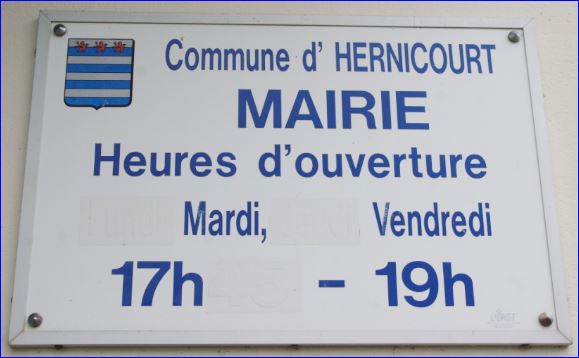 Commune d' HERNICOURT
MAIRIE
Heures d'ouverture
Mardi, Vendredi
17h - 19h